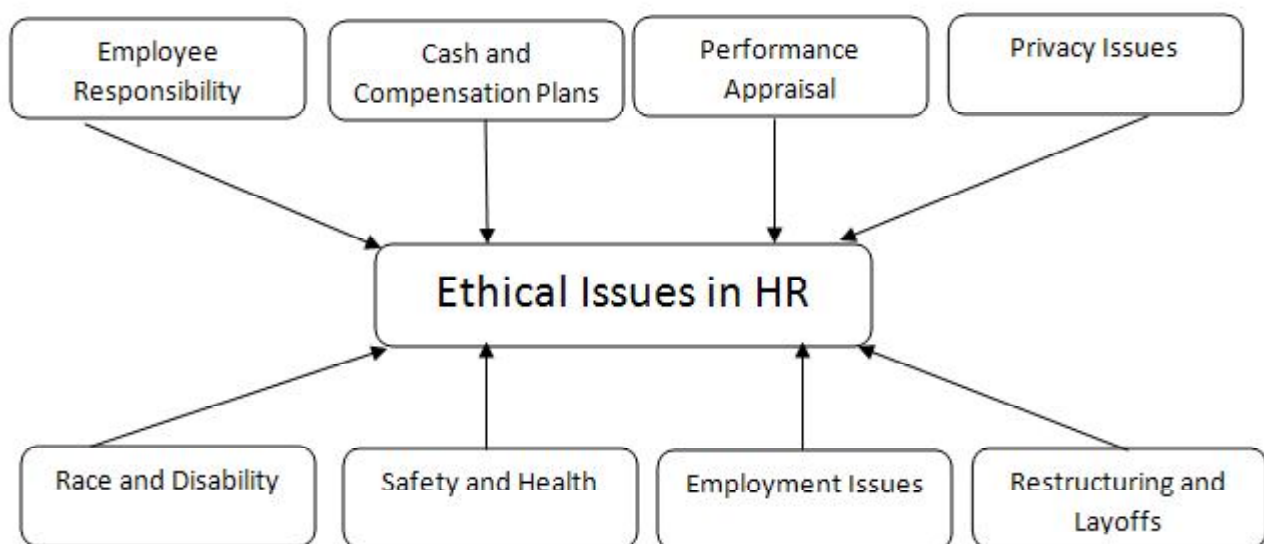 Employee
Responsibility
Cash and
Compensation Plans
Performance
Appraisal
Privacy Issues
Ethical Issues in HR
Race and Disability
Safety and Health
Employment Issues
Restructuring and
Layoffs